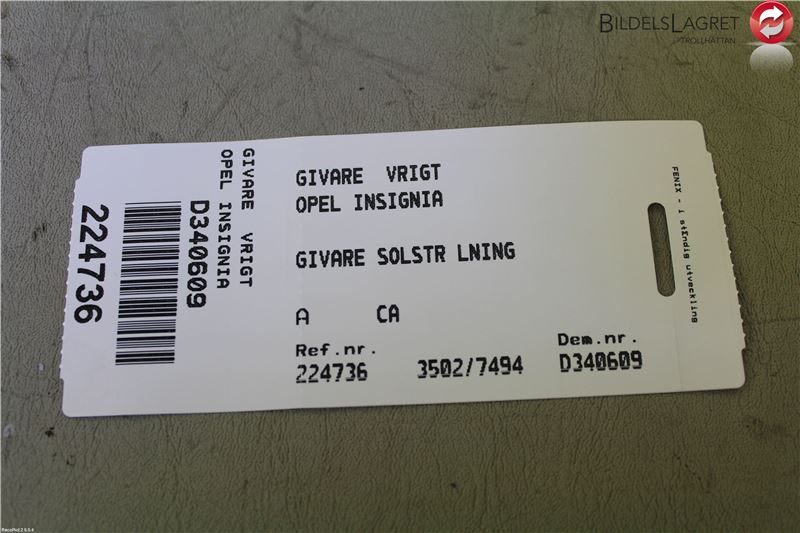 BILDELSLAGRET
I TROLLHÄTTAN
GIVARE VRIGT
OPEL INSIGNIA
GIVARE SOLSTR LNING
A CA
Ref.nr.
224736 3502/7494
Dem.nr.
D340609
GIVARE VRIGT
OPEL INSIGNIA
D340609
224736
FENIX - i ständig utveckling